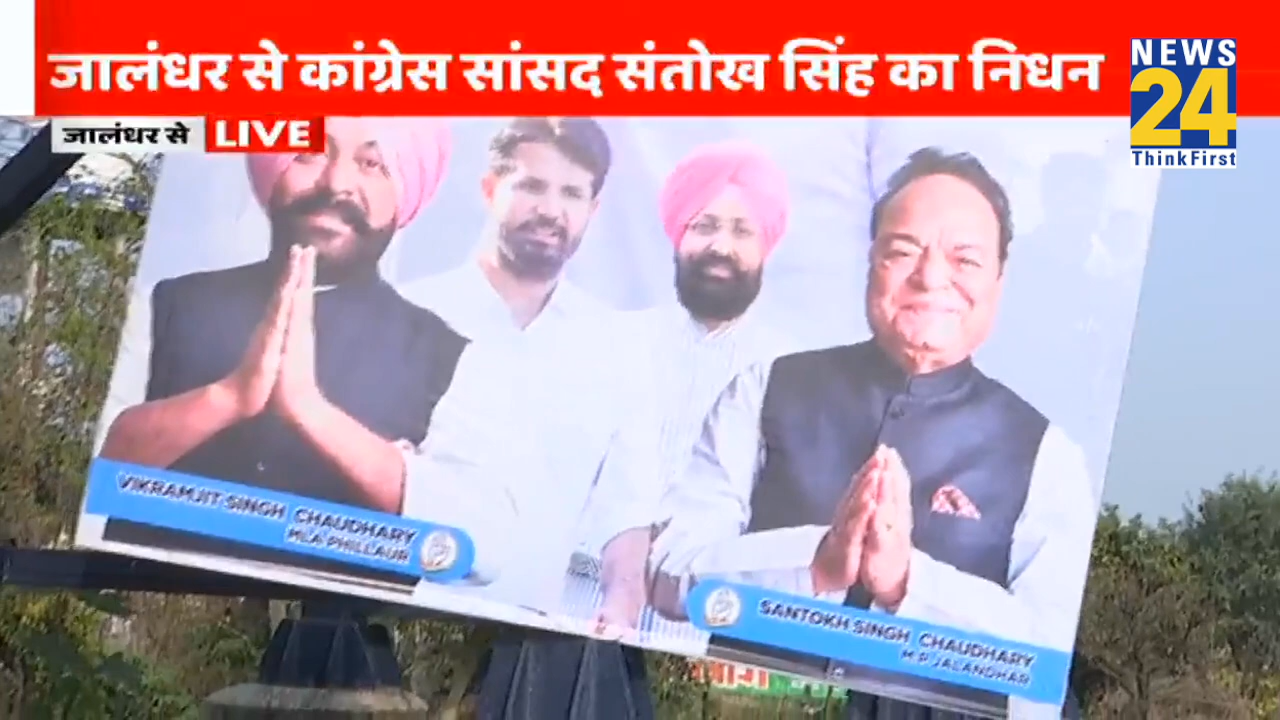 जालंधर से कांग्रेस सांसद संतोख सिंह का निधन
NEWS
24
ThinkFirst
जालंधर से LIVE
VIKRAMJIT SINGH CHAUDHARY
MLA PHILLAUR
SANTOKH SINGH CHAUDHARY
M P JALANDHAR